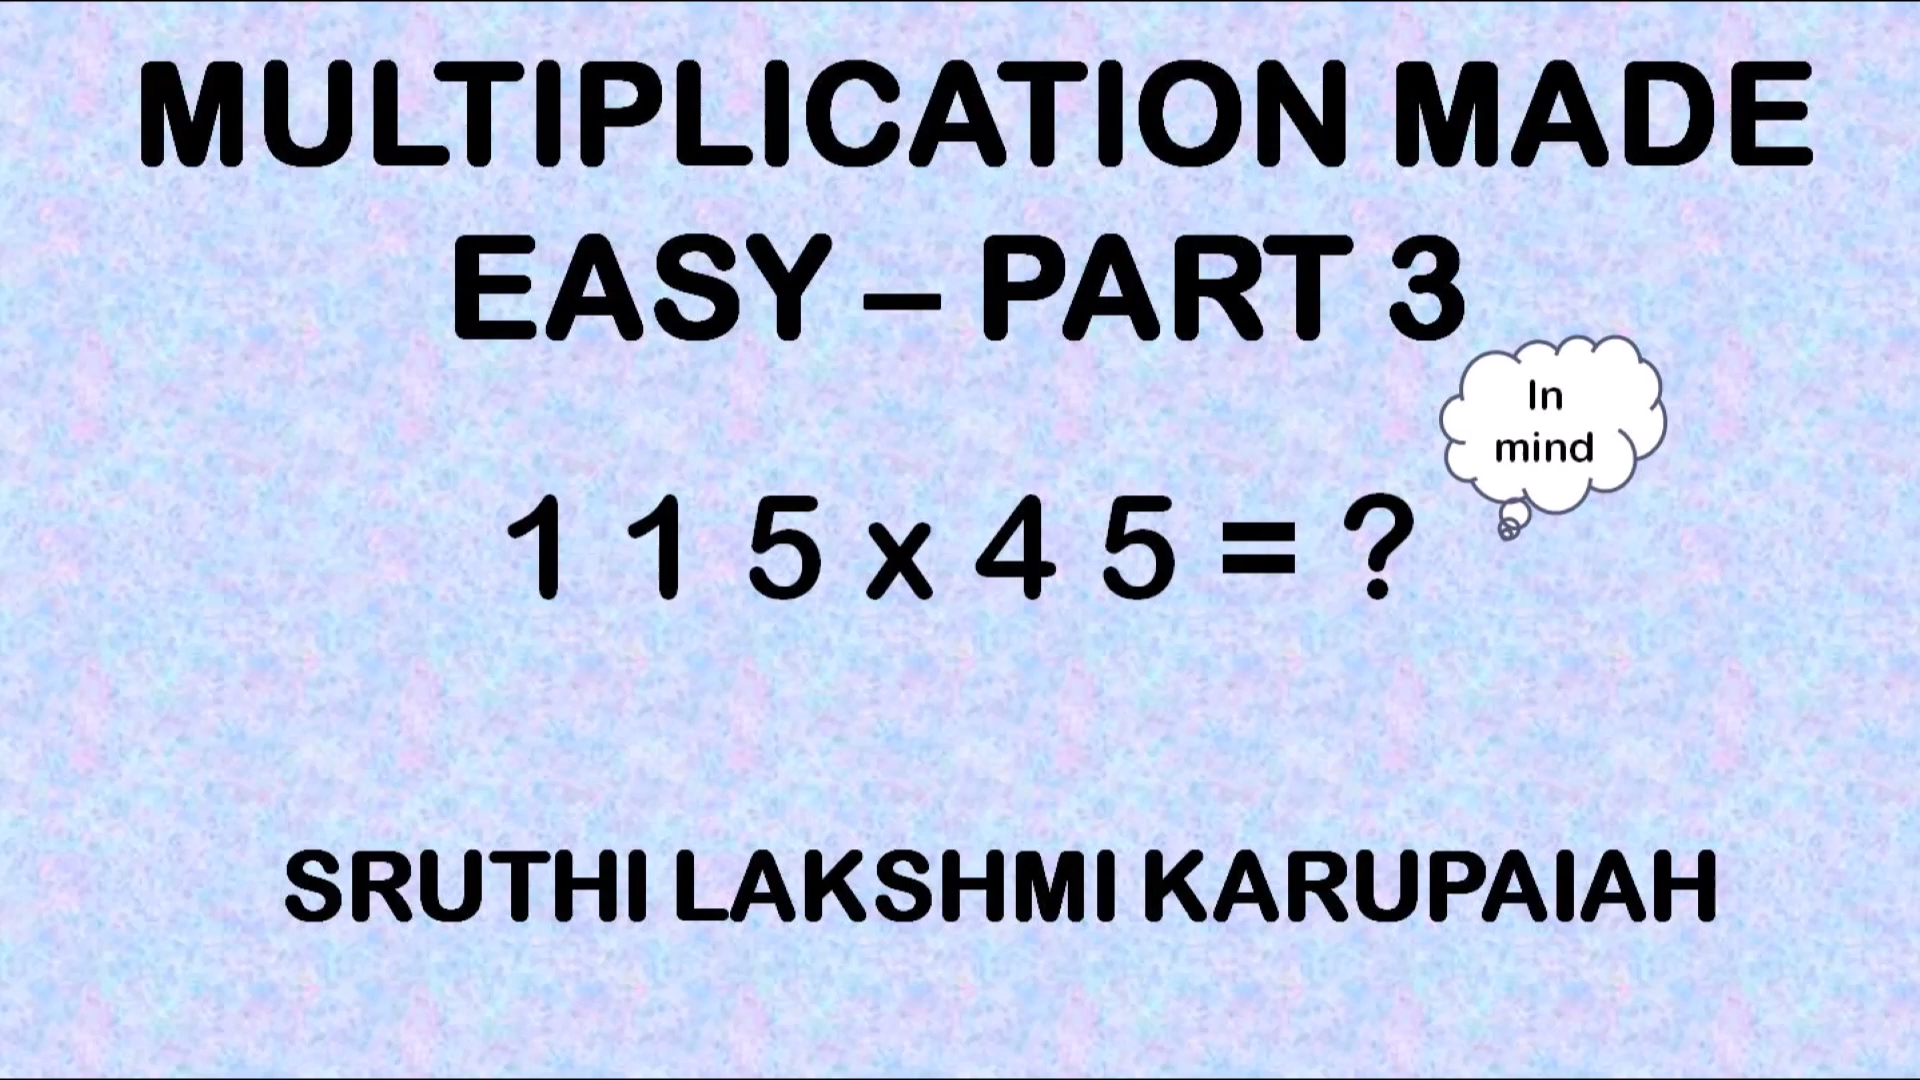 MULTIPLICATION MADE
EASY – PART 3
In
mind
1 1 5 x 4 5 = ?
SRUTHI LAKSHMI KARUPAIAH